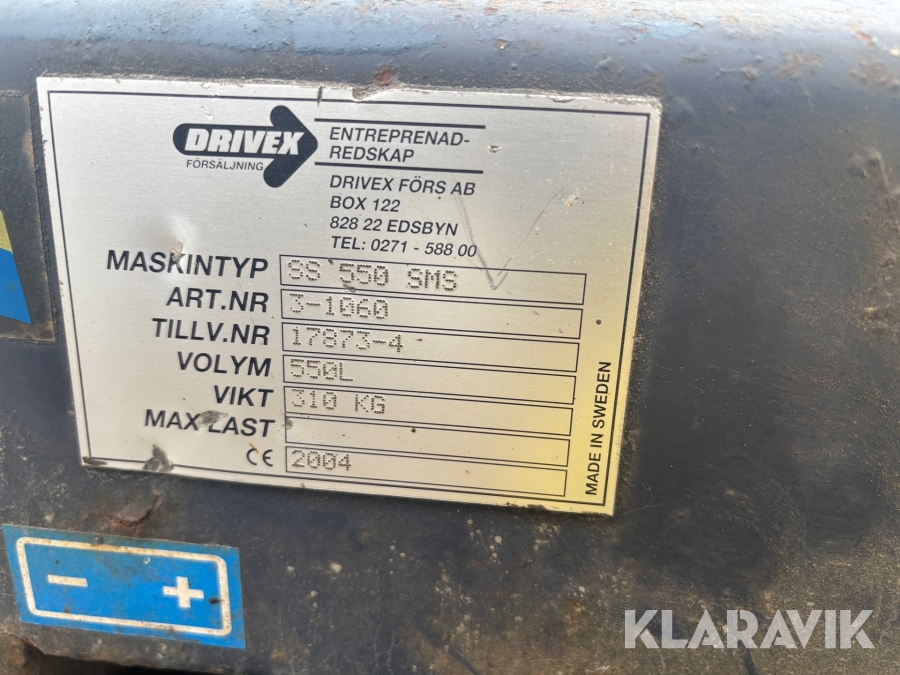 DRIVEX
FÖRSÄLJNING
ENTREPRENAD-
REDSKAP
DRIVEX FÖRS AB
BOX 122
828 22 EDSBYN
TEL: 0271 - 588 00
MASKINTYP SS 550 SMS
ART.NR 3-1060
TILLV.NR 17873-4
VOLYM 550L
VIKT 310 KG
MAX LAST
CE 2004
MADE IN SWEDEN
- +
KLARAVIK